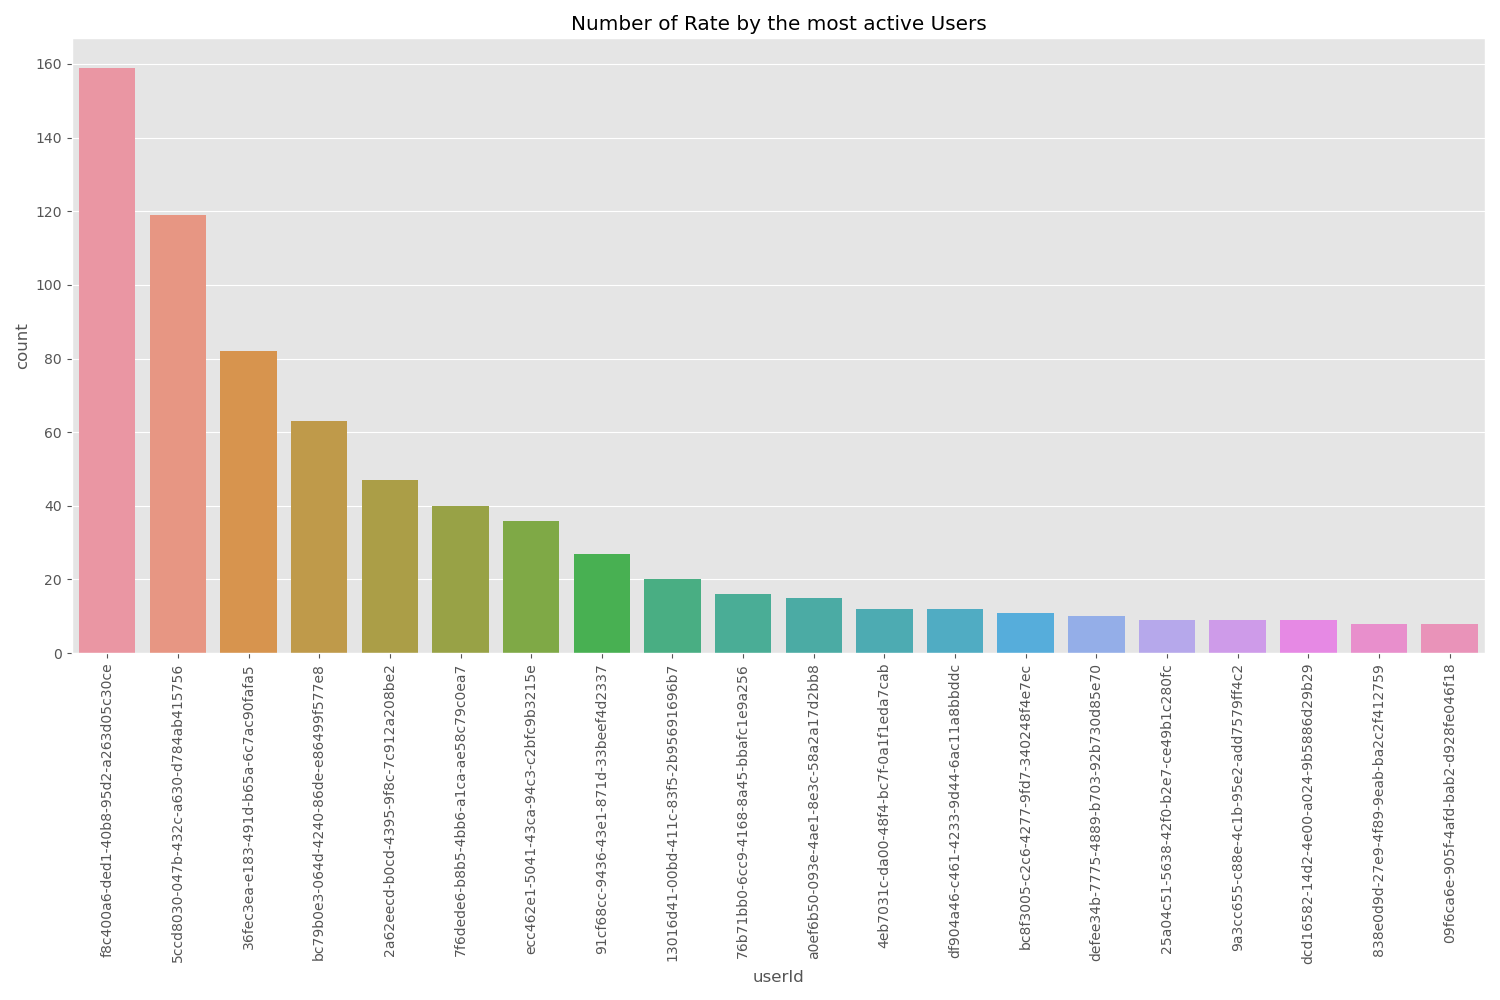 Number of Rate by the most active Users
160
140
120
100
80
60
40
20
0
count
f8c400a6-ded1-40b8-95d2-a263d05c30ce
5ccd8030-047b-432c-a630-d784ab415756
36fec3ea-e183-491d-b65a-6c7ac90fafa5
bc79b0e3-064d-4240-86de-e86499f577e8
2a62eecd-b0cd-4395-9f8c-7c912a208be2
7f6dede6-b8b5-4bb6-a1ca-ae58c79c0ea7
ecc462e1-5041-43ca-94c3-c2bfc9b3215e
91cf68cc-9436-43e1-871d-33beef4d2337
13016d41-00bd-411c-83f5-2b95691696b7
76b71bb0-6cc9-4168-8a45-bbafc1e9a256
a0ef6b50-093e-4ae1-8e3c-58a2a17d2bb8
4eb7031c-da00-48f4-bc7f-0a1f1eda7cab
df904a46-c461-4233-9d44-6ac11a8bbddc
bc8f3005-c2c6-4277-9fd7-340248f4e7ec
defee34b-7775-4889-b703-92b730d85e70
25a04c51-5638-42f0-b2e7-ce49b1c280fc
9a3cc655-c88e-4c1b-95e2-add7579ff4c2
dcd16582-14d2-4e00-a024-9b5886d29b29
838e0d9d-27e9-4f89-9eab-ba2c2f412759
09f6ca6e-905f-4afd-bab2-d928fe046f18
userId